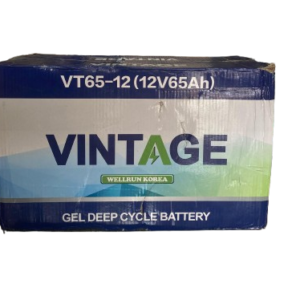 VT65-12 (12V65Ah)
VINTAGE
WELLRUN KOREA
GEL DEEP CYCLE BATTERY